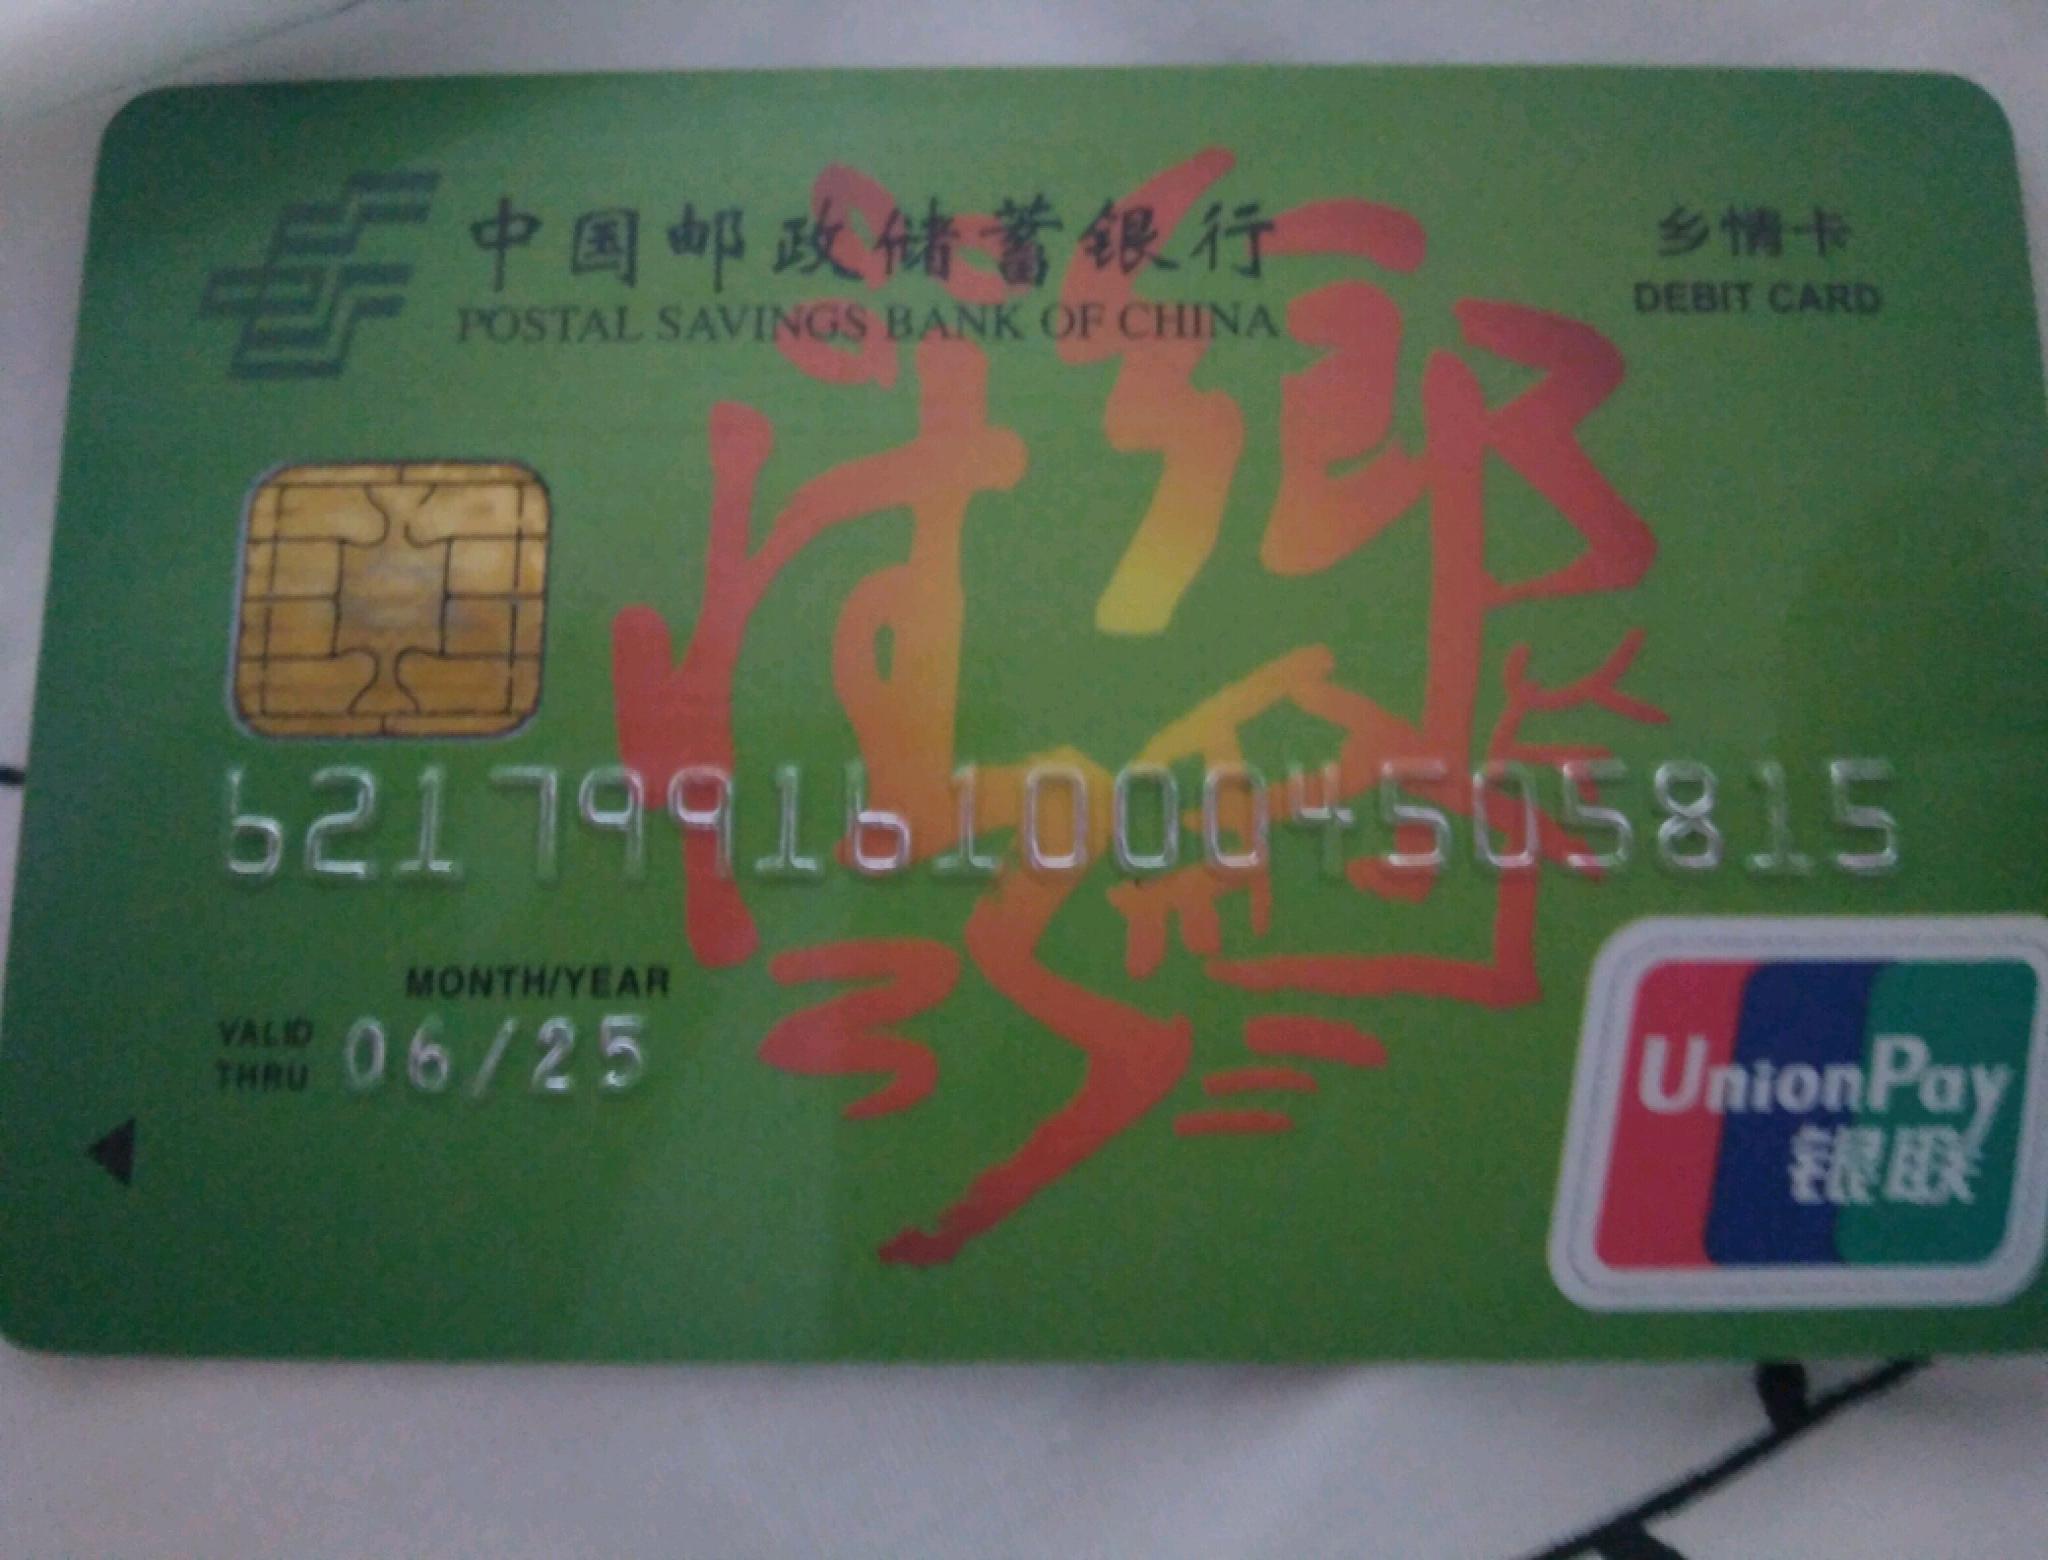 中国邮政储蓄银行
POSTAL SAVINGS BANK OF CHINA
乡情卡
DEBIT CARD
6217991610004505815
MONTH/YEAR
VALID THRU 06/25
UnionPay
银联